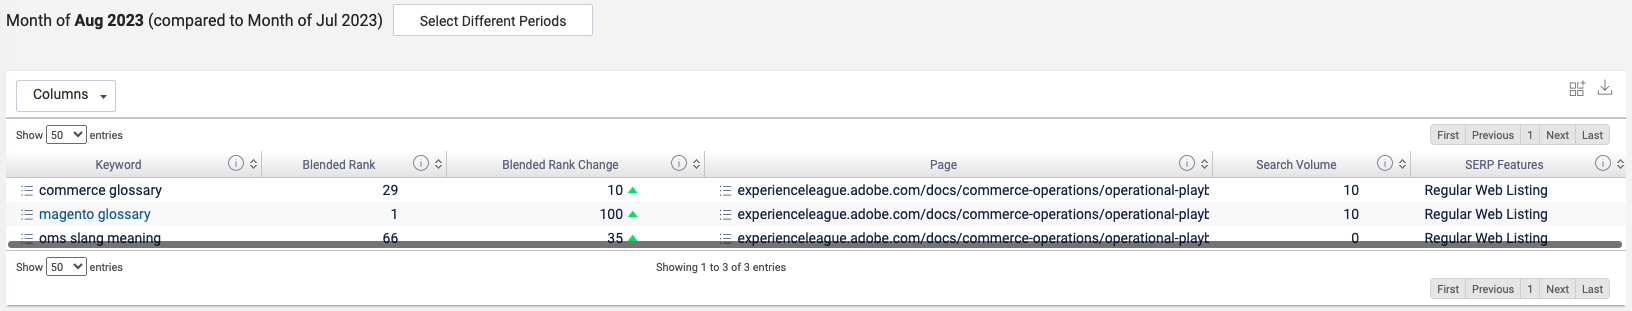 Month of Aug 2023 (compared to Month of Jul 2023) Select Different Periods
Columns
Show 50 entries First Previous 1 Next Last
Keyword Blended Rank Blended Rank Change Page Search Volume SERP Features
commerce glossary 29 10 experienceleague.adobe.com/docs/commerce-operations/operational-playb 10 Regular Web Listing
magento glossary 1 100 experienceleague.adobe.com/docs/commerce-operations/operational-playb 10 Regular Web Listing
oms slang meaning 66 35 experienceleague.adobe.com/docs/commerce-operations/operational-playb 0 Regular Web Listing
Show 50 entries Showing 1 to 3 of 3 entries
First Previous 1 Next Last